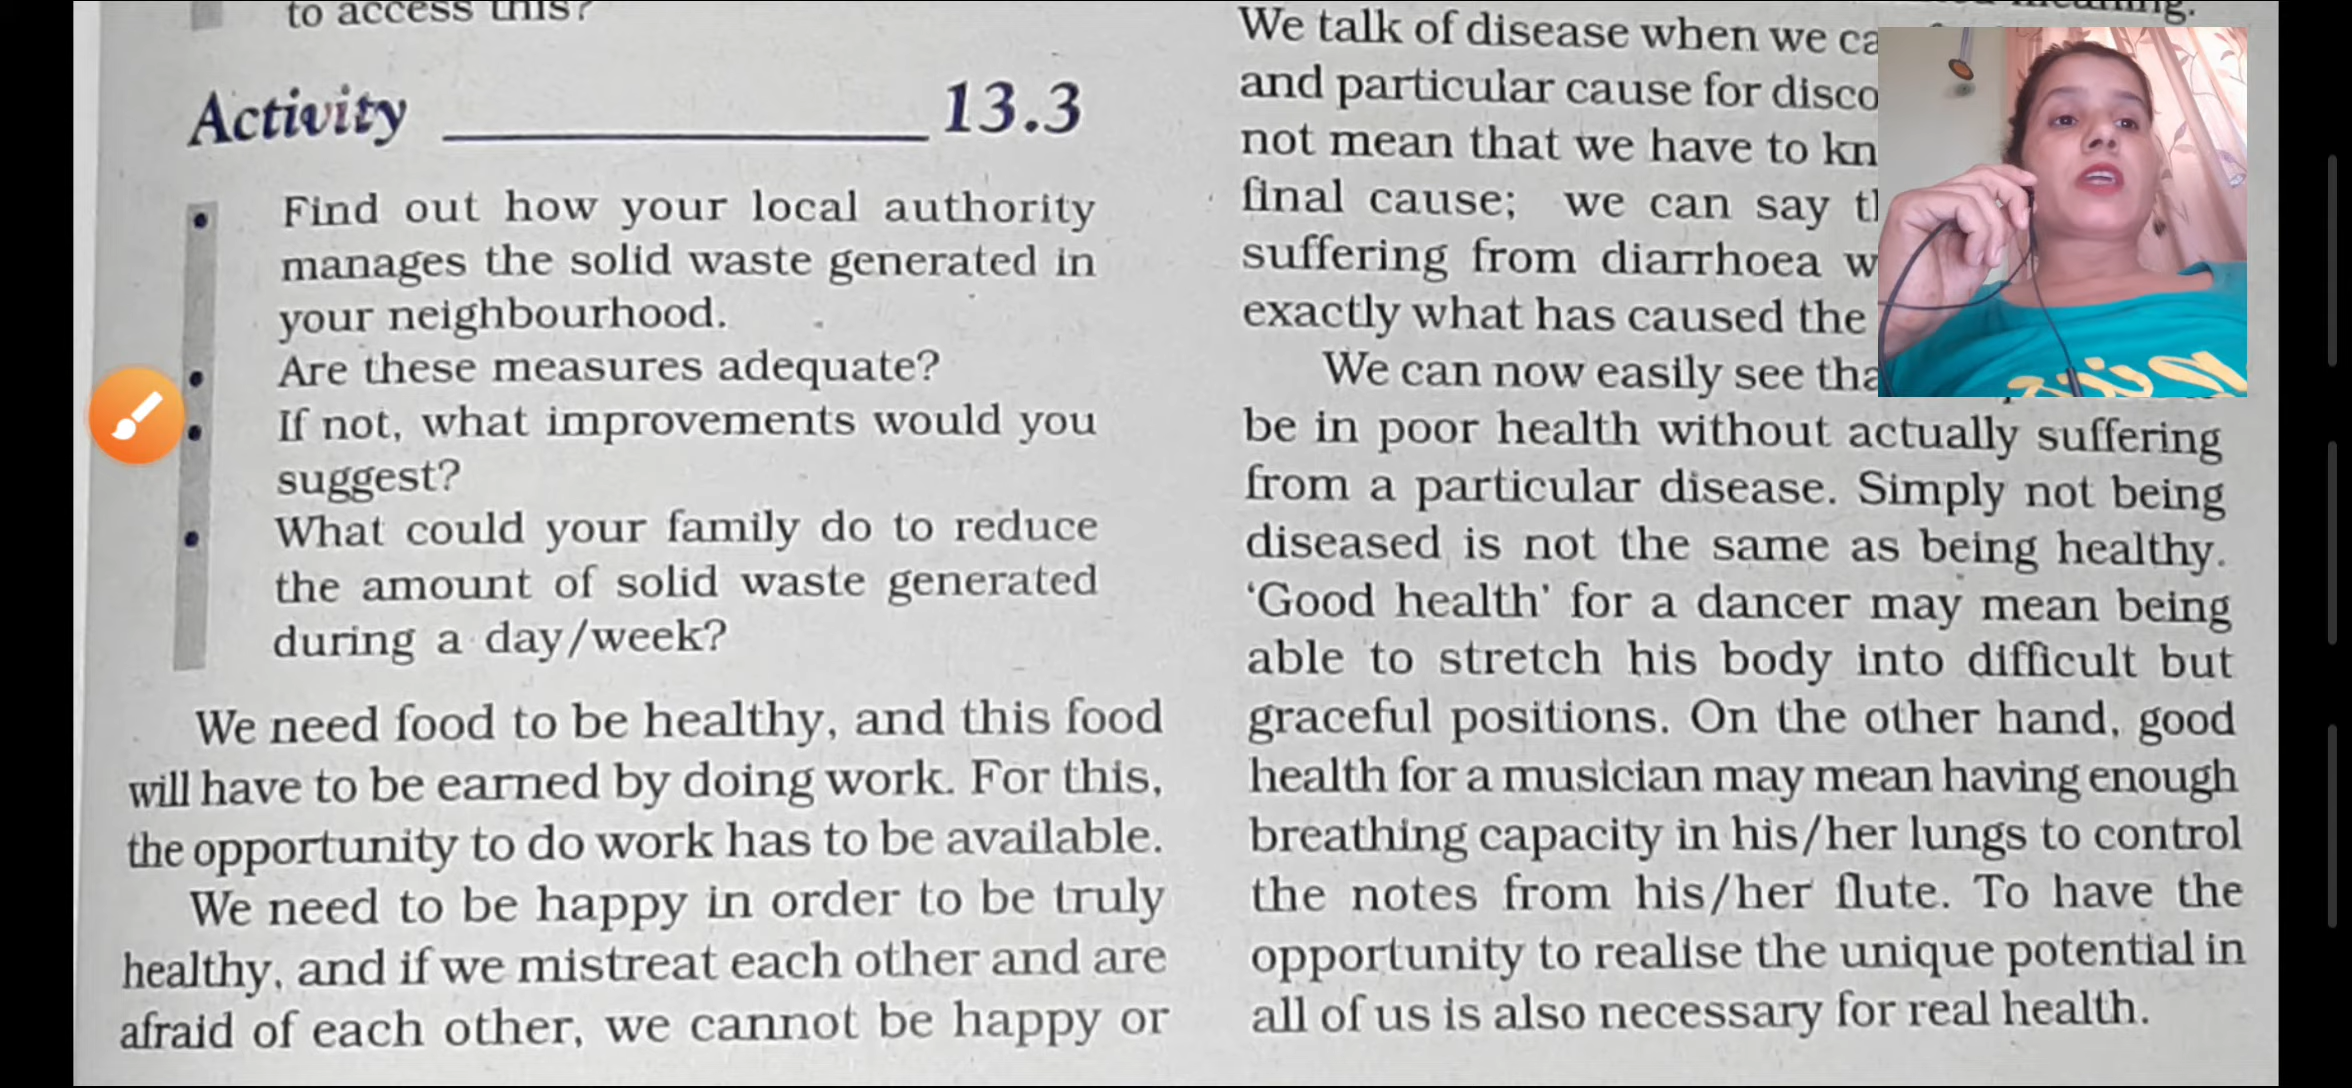 to access this?
Activity 13.3
• Find out how your local authority
manages the solid waste generated in
your neighbourhood.
• Are these measures adequate?
• If not, what improvements would you
suggest?
• What could your family do to reduce
the amount of solid waste generated
during a day/week?
We need food to be healthy, and this food
will have to be earned by doing work. For this,
the opportunity to do work has to be available.
We need to be happy in order to be truly
healthy, and if we mistreat each other and are
afraid of each other, we cannot be happy or
meaning.
We talk of disease when we
and particular cause for
not mean that we have to
final cause; we can say
suffering from diarrhoea
exactly what has caused the
We can now easily see
be in poor health without actually suffering
from a particular disease. Simply not being
diseased is not the same as being healthy.
‘Good health’ for a dancer may mean being
able to stretch his body into difficult but
graceful positions. On the other hand, good
health for a musician may mean having enough
breathing capacity in his/her lungs to control
the notes from his/her flute. To have the
opportunity to realise the unique potential in
all of us is also necessary for real health.